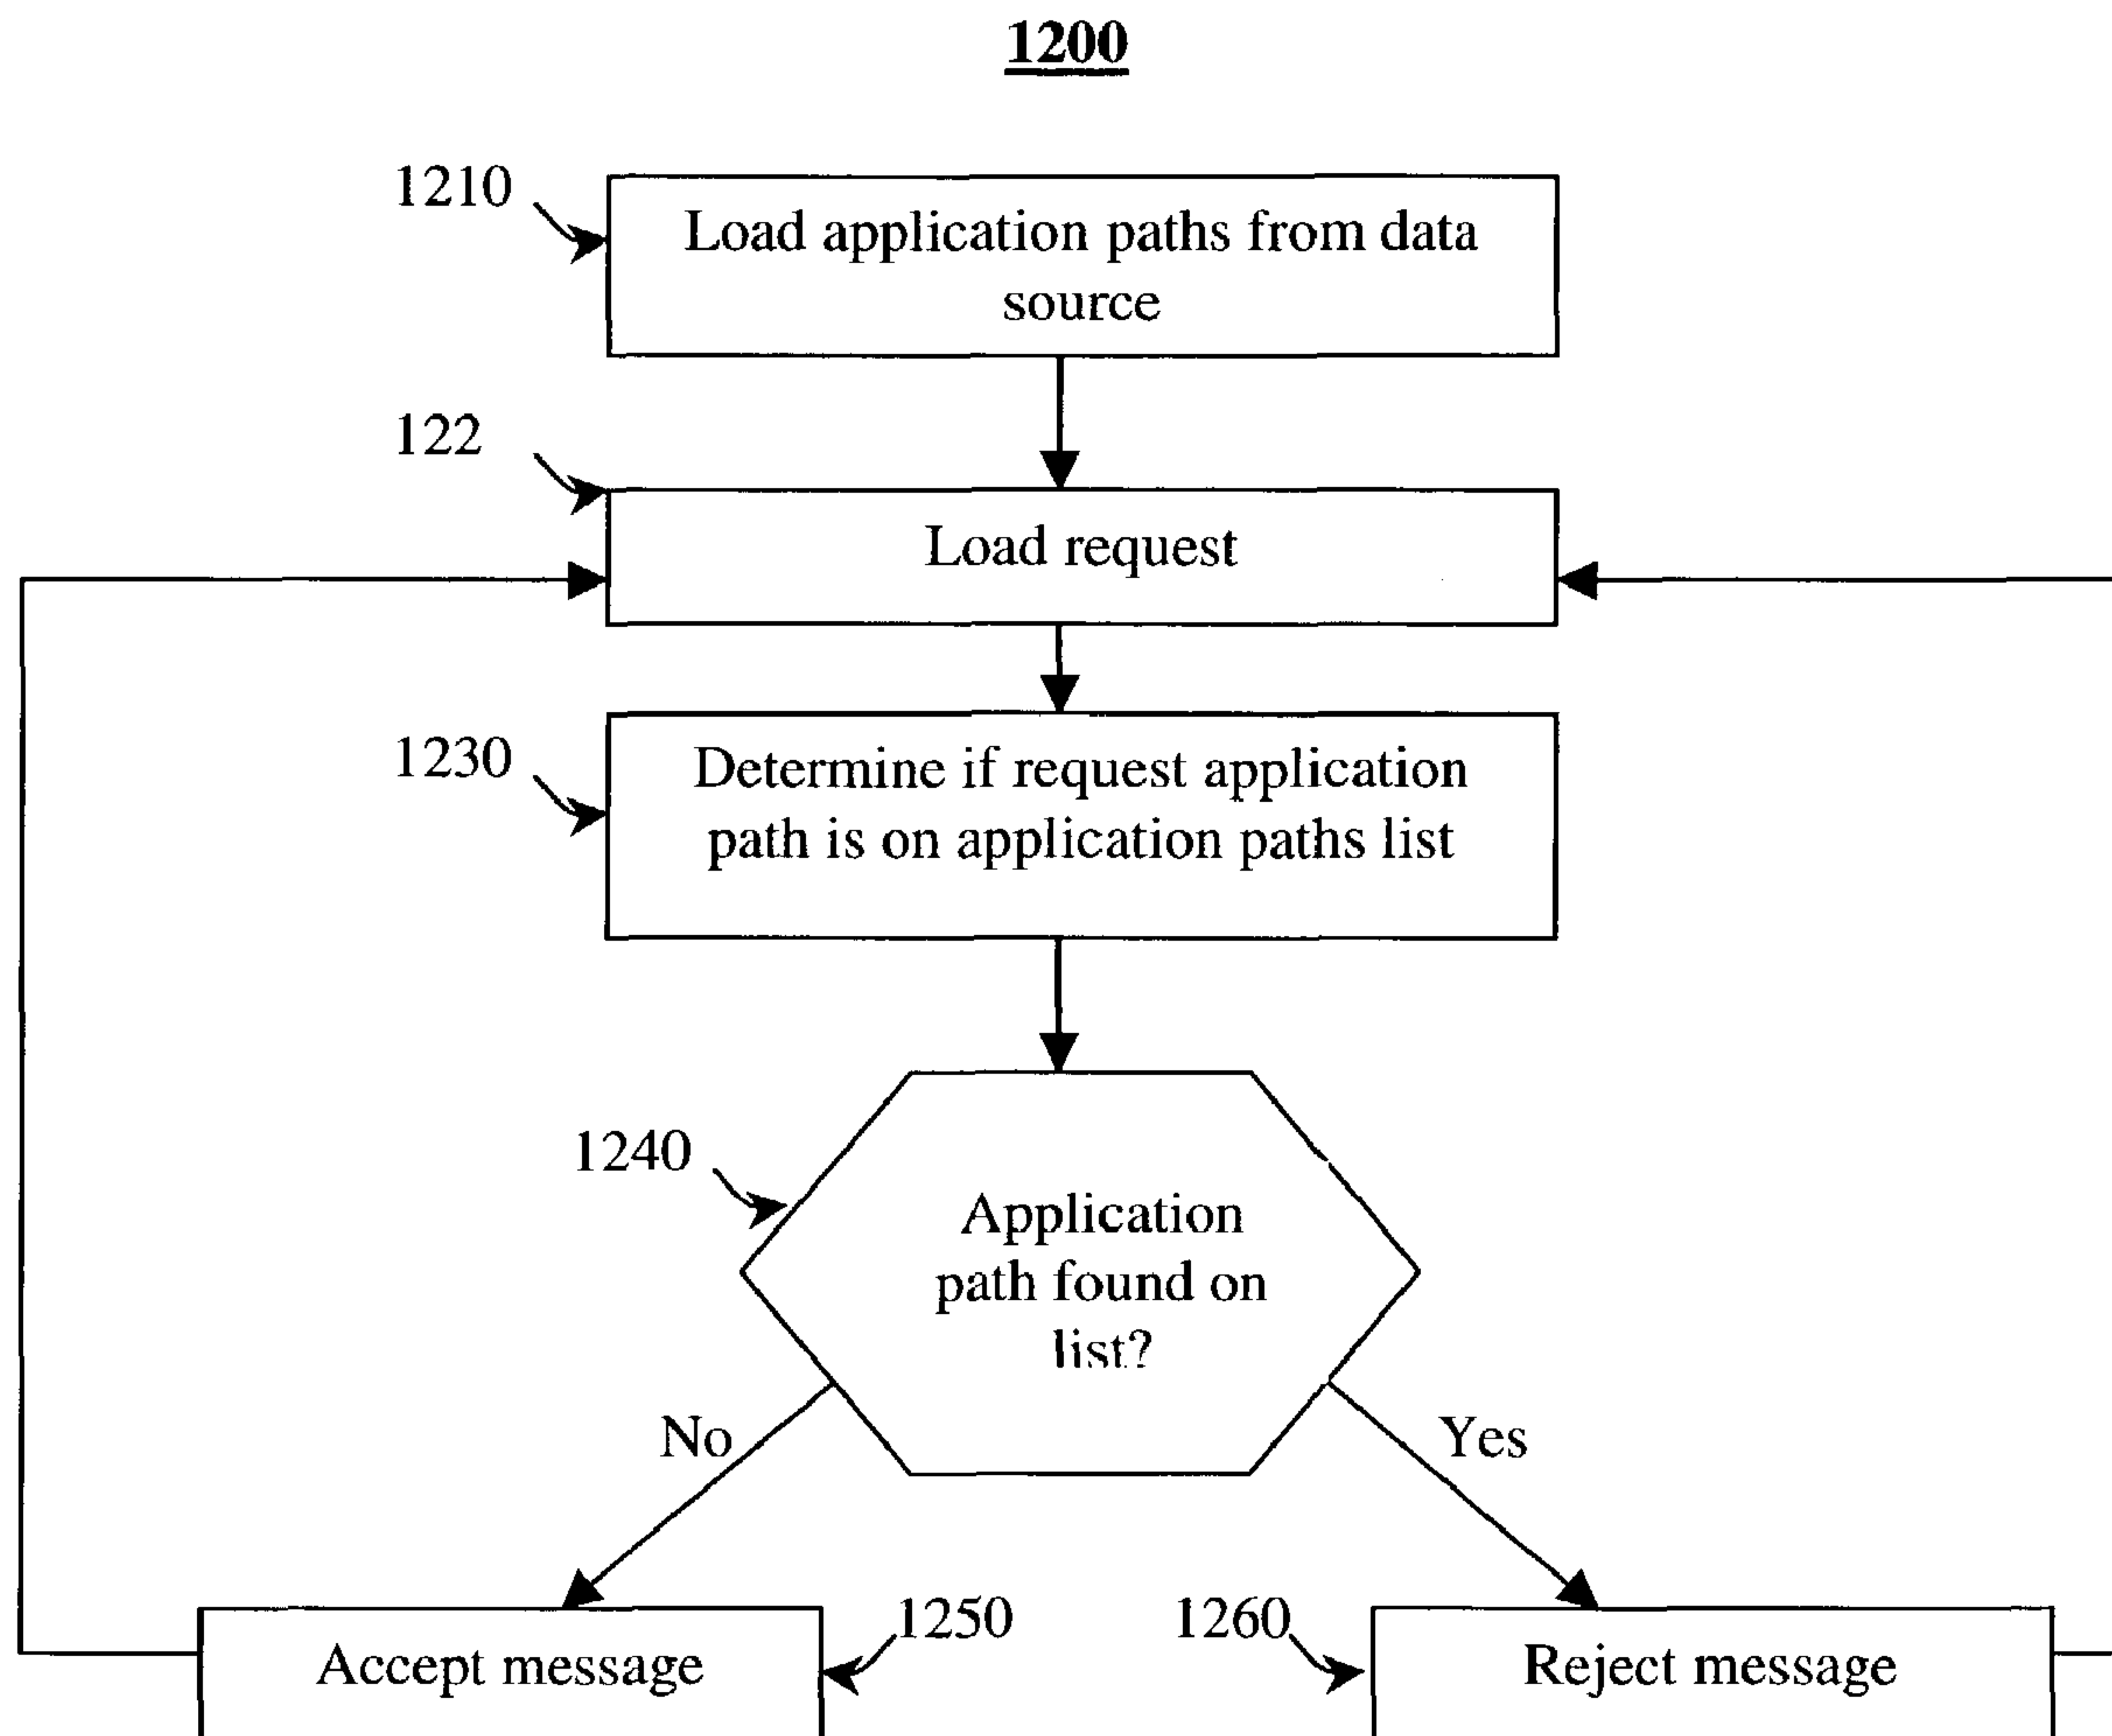 1200
1210
Load application paths from data
source
122
Load request
1230
Determine if request application
path is on application paths list
1240
Application
path found on
list?
No
Yes
1250
1260
Accept message
Reject message